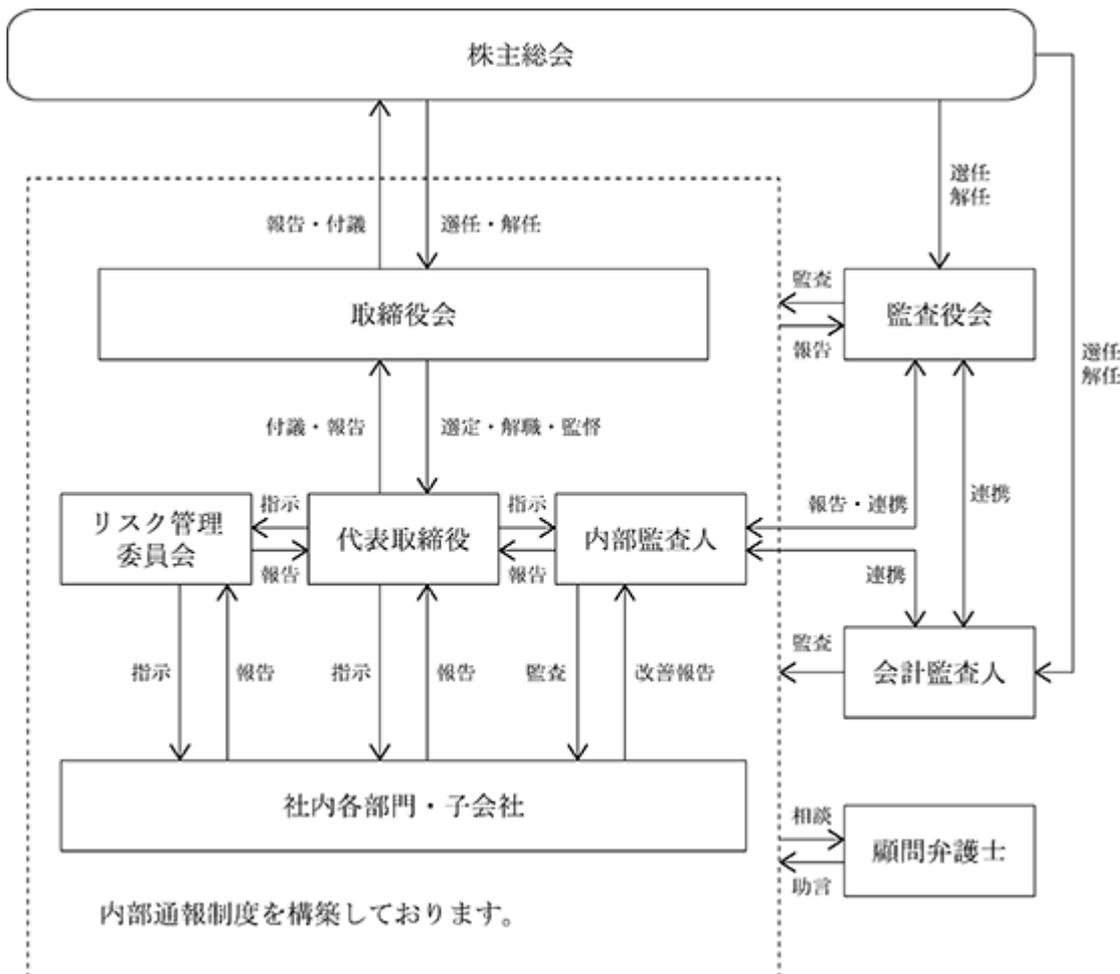 株主総会
選任
解任
報告・付議
選任・解任
監査
取締役会
監査役会
報告
選任
解任
付議・報告
選定・解職・監督
指示
指示
報告・連携
連携
リスク管理
委員会
代表取締役
内部監査人
報告
報告
連携
監査
指示
報告
指示
報告
監査
改善報告
会計監査人
社内各部門・子会社
相談
顧問弁護士
助言
内部通報制度を構築しております。